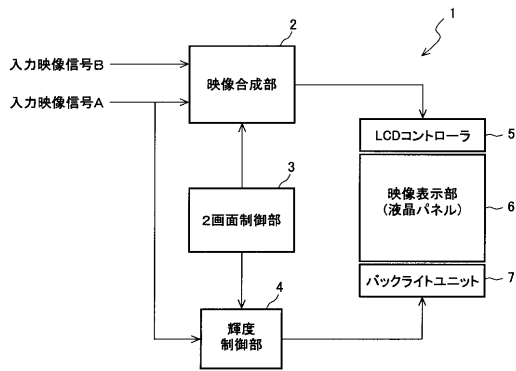 1
2
入力映像信号B
映像合成部
入力映像信号A
LCDコントローラ
5
3
2画面制御部
映像表示部
(液晶パネル)
6
4
バックライトユニット
7
輝度
制御部